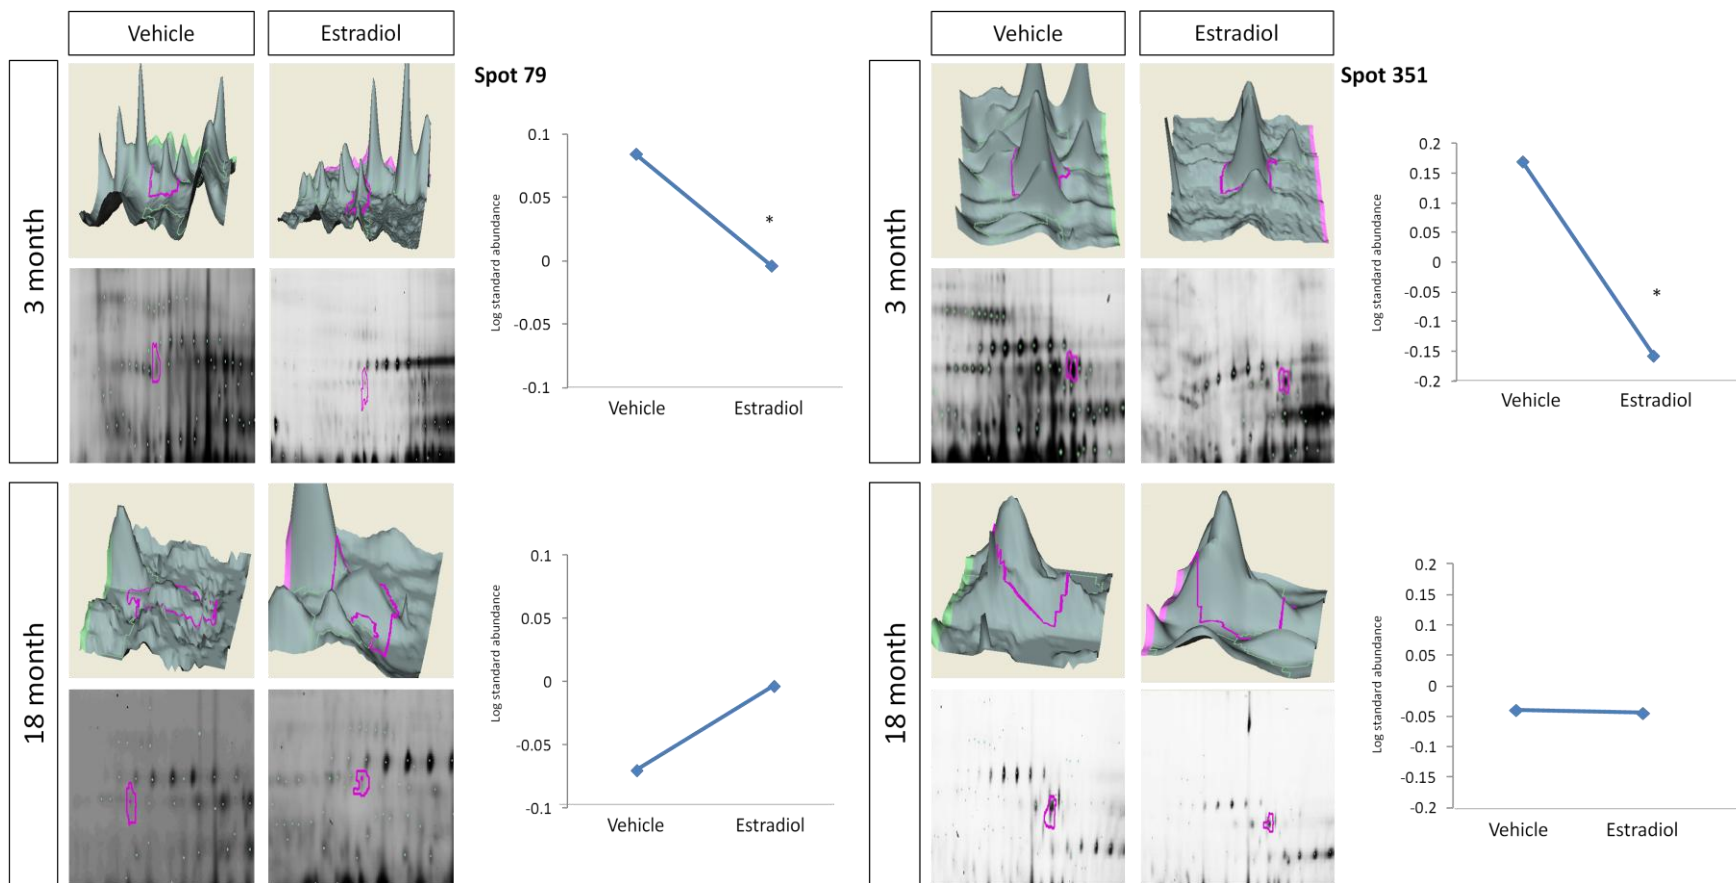 Vehicle Estradiol
3 month
Spot 79
Log standard abundance
0.1
0.05
0
-0.05
-0.1
*
Vehicle Estradiol
18 month
Log standard abundance
0.1
0.05
0
-0.05
-0.1
Vehicle Estradiol
Vehicle Estradiol
3 month
Spot 351
Log standard abundance
0.2
0.15
0.1
0.05
0
-0.05
-0.1
-0.15
-0.2
*
Vehicle Estradiol
18 month
Log standard abundance
0.2
0.15
0.1
0.05
0
-0.05
-0.1
-0.15
-0.2
Vehicle Estradiol